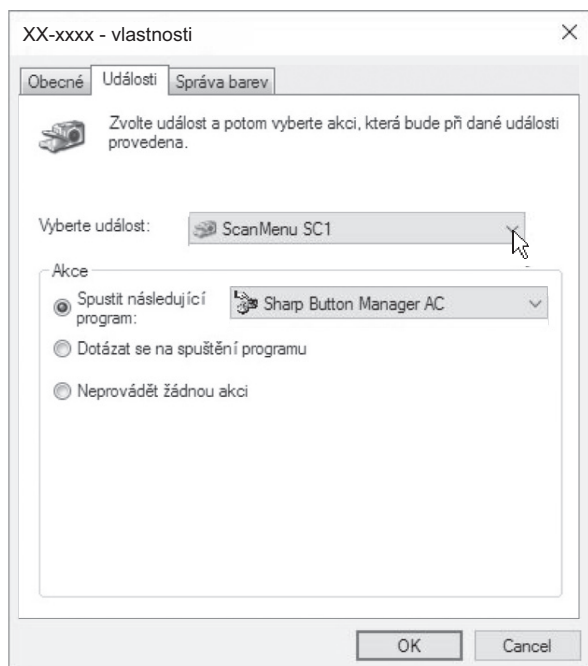 XX-xxxx - vlastnosti
Obecné Události Správa barev
Zvolte událost a potom vyberte akci, která bude při dané události
provedena.
Vyberte událost: ScanMenu SC1
Akce
Spustit následující
program: Sharp Button Manager AC
Dotázat se na spuštění programu
Neprovádět žádnou akci
OK Cancel